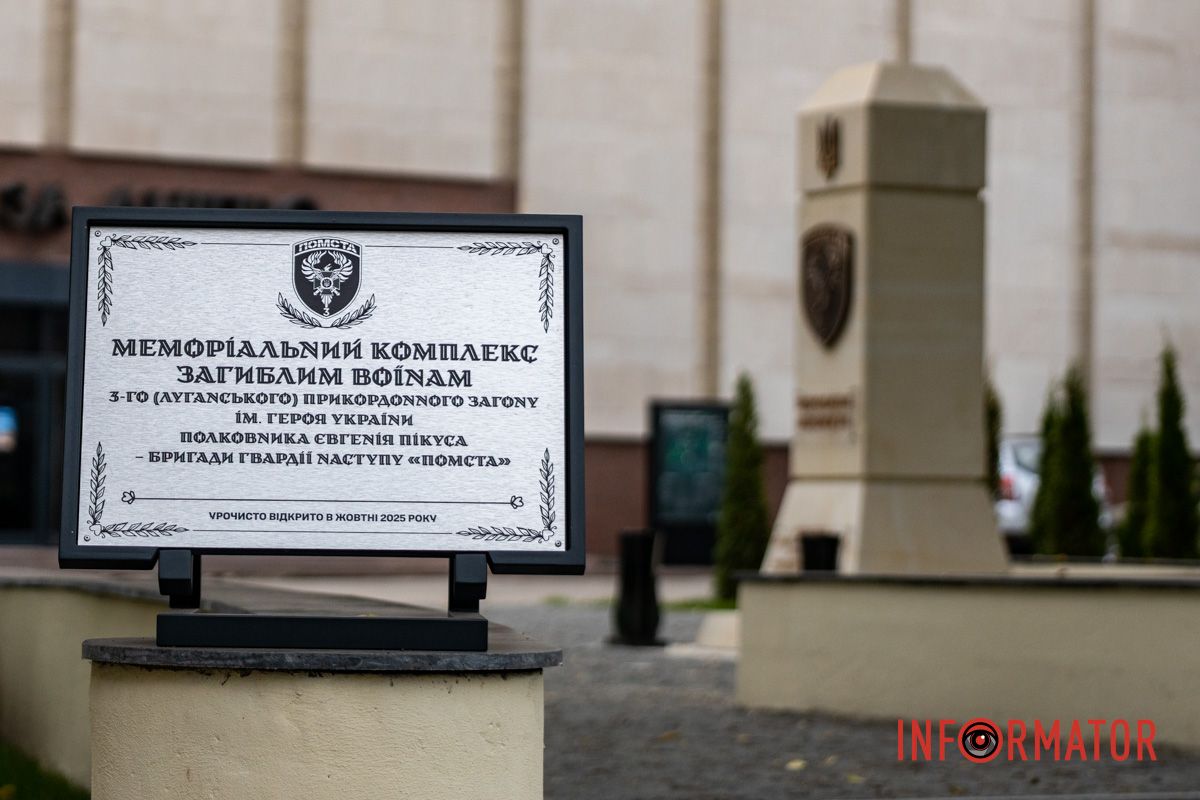 ПОМСТА
3
МЕМОРІАЛЬНИЙ КОМПЛЕКС
ЗАГИБЛИМ ВОЇНАМ
3-ГО (ЛУГАНСЬКОГО) ПРИКОРДОННОГО ЗАГОНУ
ІМ. ГЕРОЯ УКРАЇНИ
ПОЛКОВНИКА ЄВГЕНІЯ ПІКУСА
– БРИГАДИ ГВАРДІЇ НАСТУПУ «ПОМСТА»
УРОЧИСТО ВІДКРИТО В ЖОВТНІ 2025 РОКУ
INFORMATOR